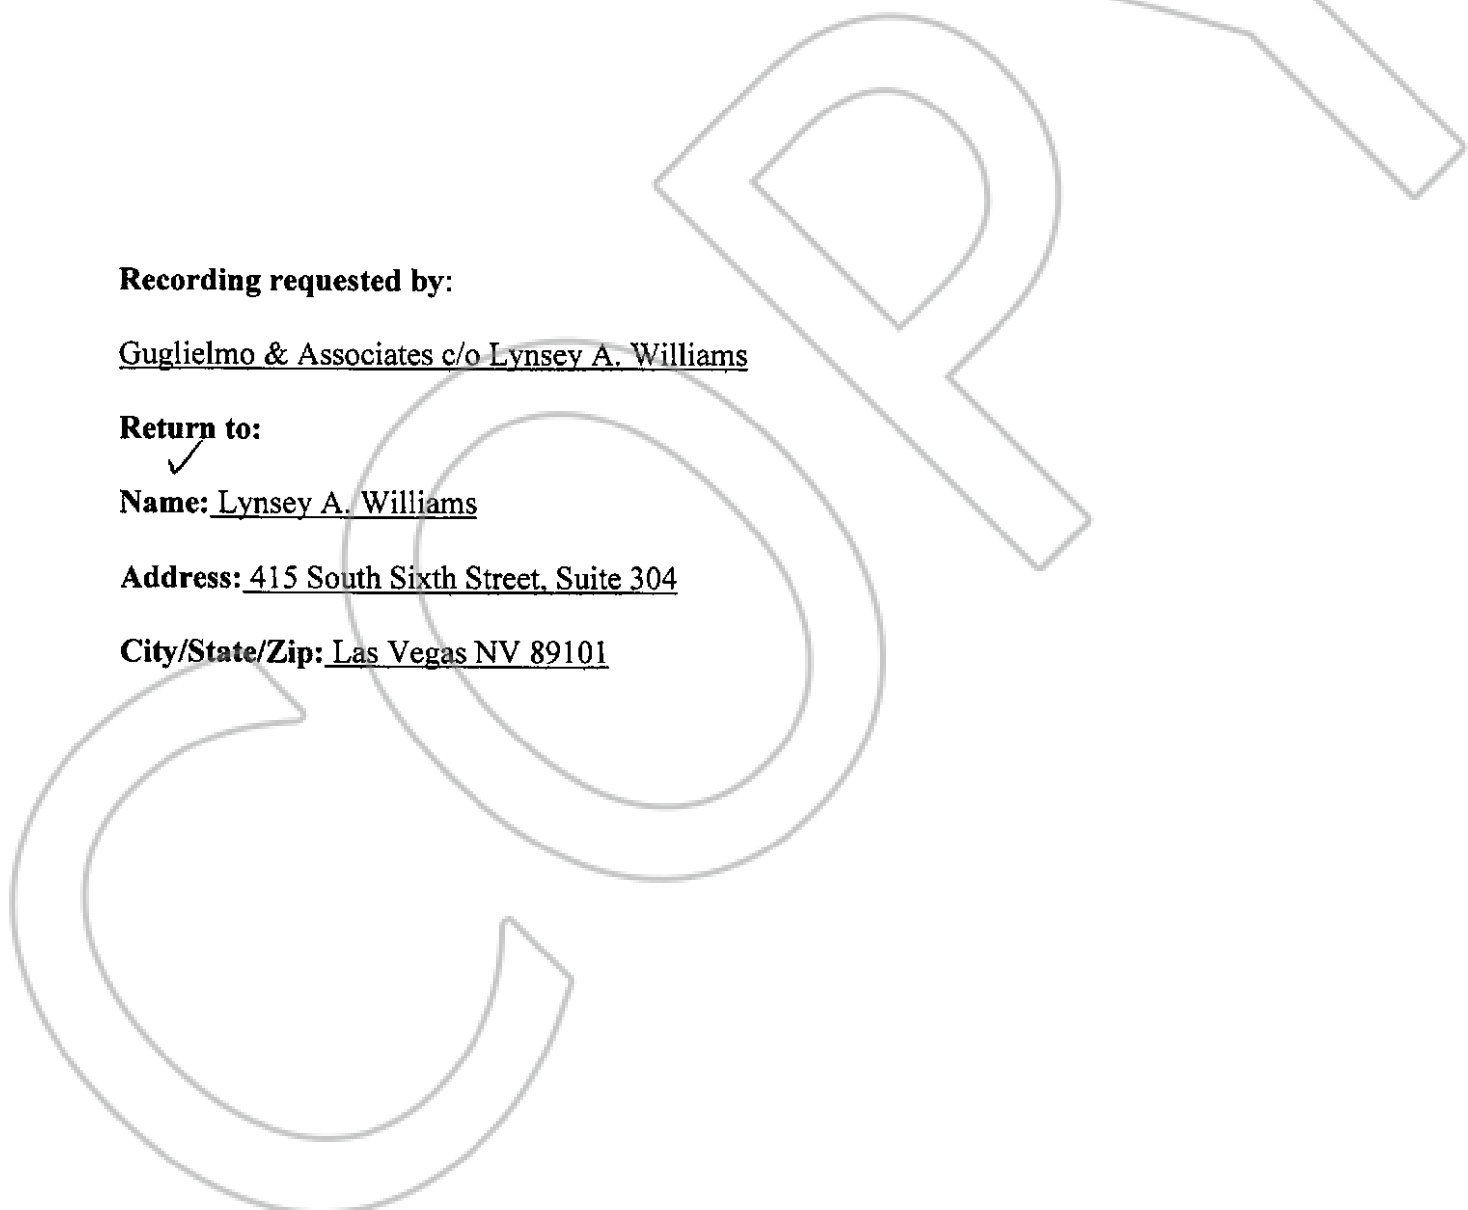 Recording requested by:
Guglielmo & Associates c/o Lynsey A. Williams
Return to:
Name: Lynsey A. Williams
Address: 415 South Sixth Street, Suite 304
City/State/Zip: Las Vegas NV 89101
COPY